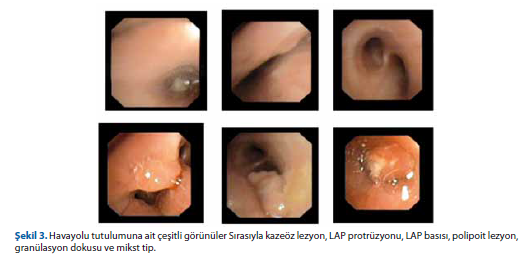 Şekil 3. Havayolu tutulumuna ait çeşitli görünüler Sırasıyla kazeöz lezyon, LAP protrüzyonu, LAP basısı, polipoit lezyon,
granülasyon dokusu ve mikst tip.